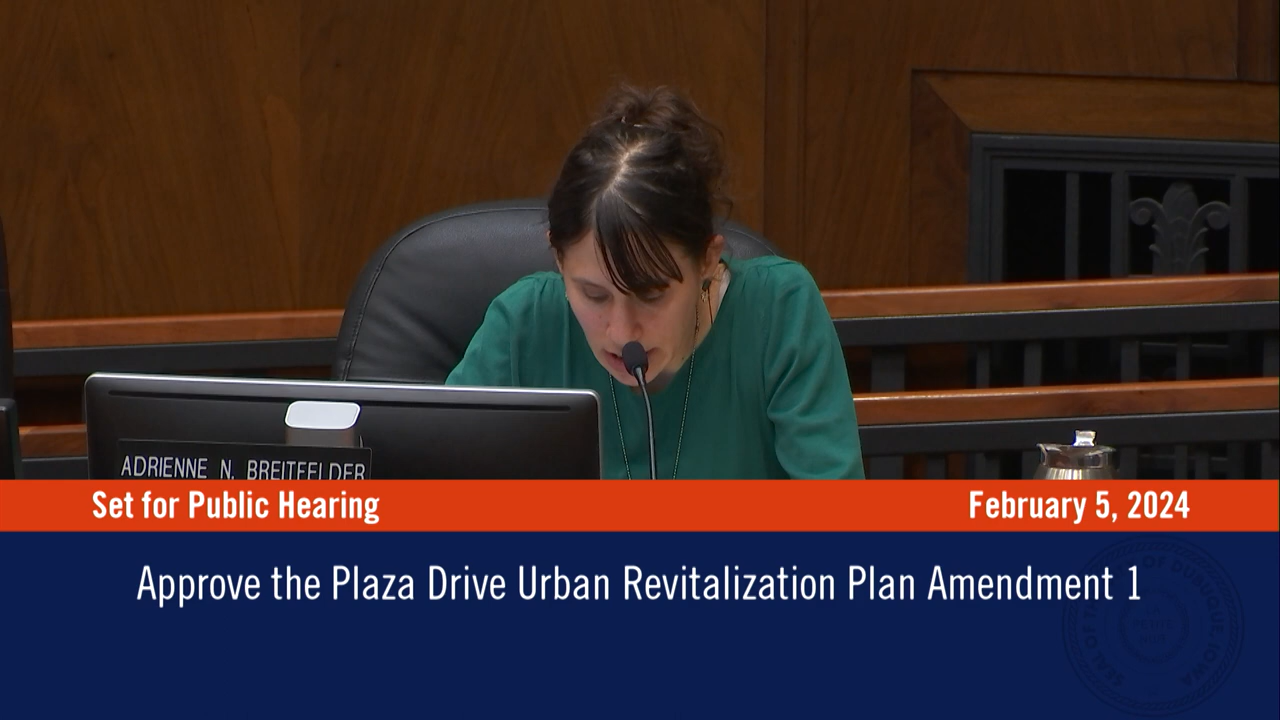 ADRIENNE N. BREITFELDER
Set for Public Hearing
February 5, 2024
Approve the Plaza Drive Urban Revitalization Plan Amendment 1